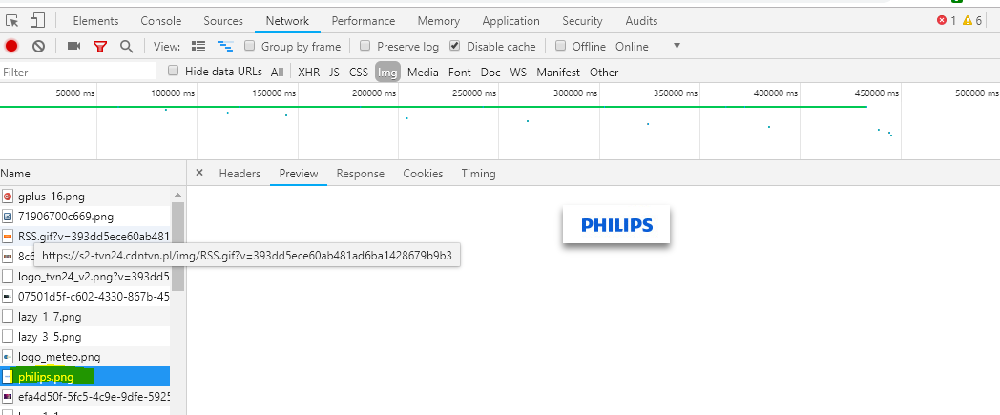 Elements Console Sources Network Performance Memory Application Security Audits 1 6
View: Group by frame Preserve log Disable cache Offline Online
Filter Hide data URLs All XHR JS CSS Img Media Font Doc WS Manifest Other
50000 ms 100000 ms 150000 ms 200000 ms 250000 ms 300000 ms 350000 ms 400000 ms 450000 ms 500000 ms
Name × Headers Preview Response Cookies Timing
gplus-16.png
71906700c669.png
PHILIPS
RSS.gif?v=393dd5ece60ab481
8c6
https://s2-tvn24.cdntvn.pl/img/RSS.gif?v=393dd5ece60ab481ad6ba1428679b9b3
logo_tvn24_v2.png?v=393dd5
07501d5f-c602-4330-867b-45
lazy_1_7.png
lazy_3_5.png
logo_meteo.png
philips.png
efa4d50f-5fc5-4c9e-9dfe-5925